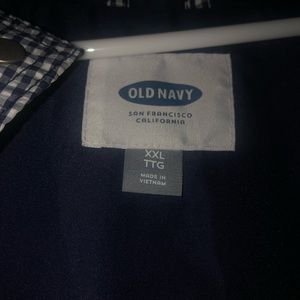 OLD NAVY
SAN FRANCISCO
CALIFORNIA
XXL
TTG
MADE IN
VIETNAM